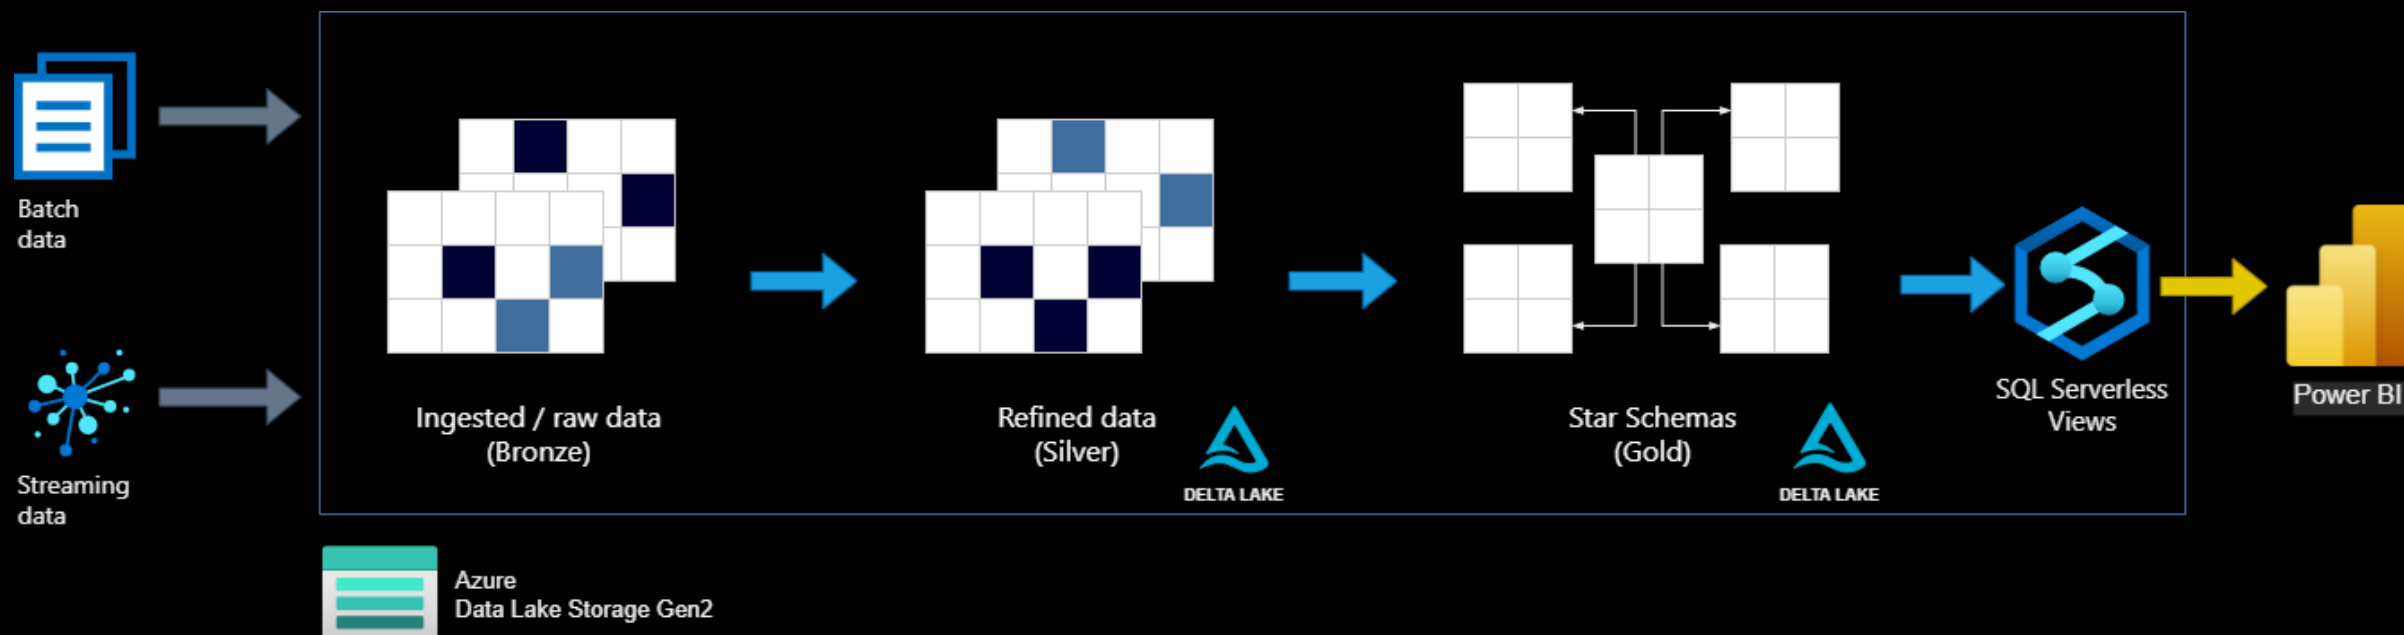 Batch
data
Streaming
data
Ingested / raw data
(Bronze)
Refined data
(Silver)
DELTA LAKE
Star Schemas
(Gold)
DELTA LAKE
SQL Serverless
Views
Power BI
Azure
Data Lake Storage Gen2